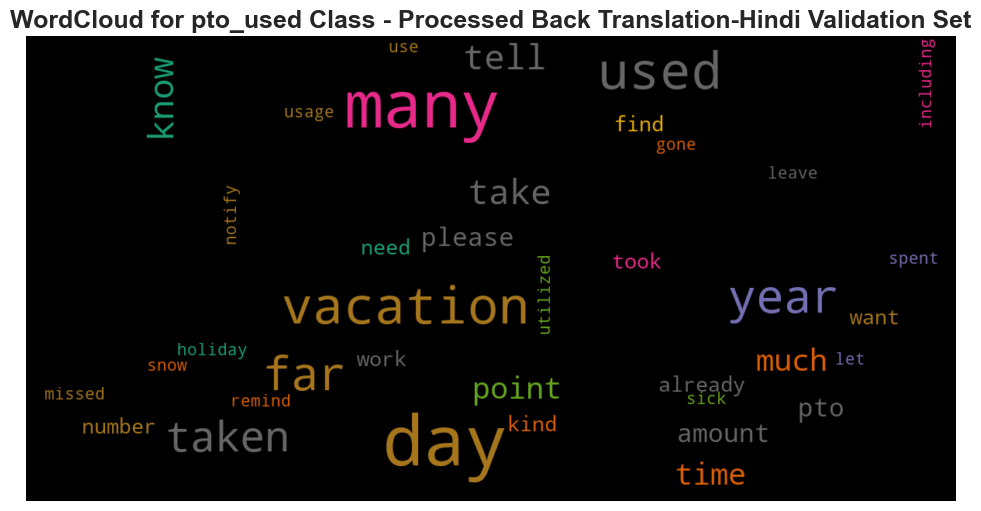 WordCloud for pto_used Class - Processed Back Translation-Hindi Validation Set
use
tell
used
including
know
many
usage
find
gone
leave
take
notify
please
need
took
utilized
spent
vacation
year
want
holiday
snow
far
work
much
let
missed
remind
point
already
sick
number
taken
day
kind
pto
amount
time